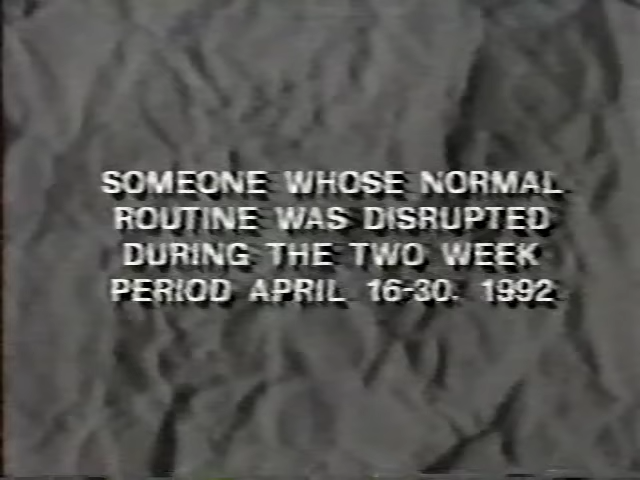 SOMEONE WHOSE NORMAL
ROUTINE WAS DISRUPTED
DURING THE TWO WEEK
PERIOD APRIL 16-30, 1992